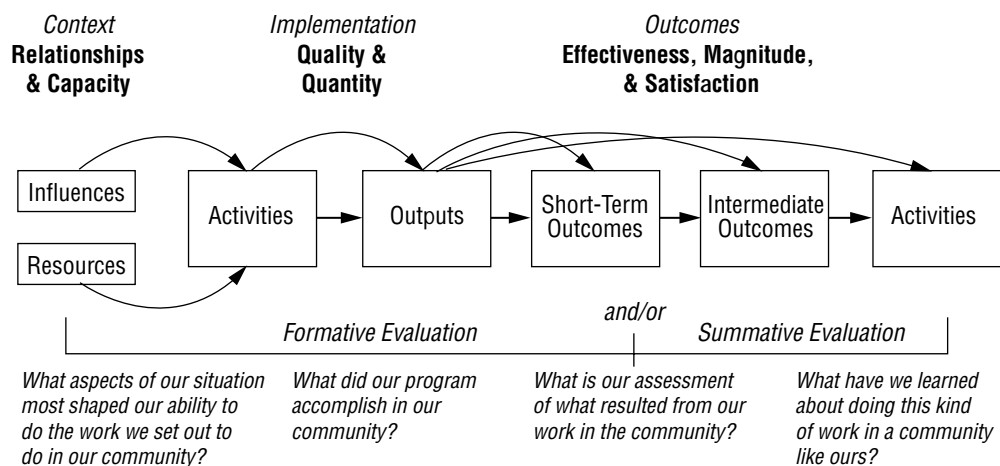 Context
Relationships
& Capacity
Implementation
Quality &
Quantity
Outcomes
Effectiveness, Magnitude,
& Satisfaction
Influences
Resources
Activities
Outputs
Short-Term
Outcomes
Intermediate
Outcomes
Activities
Formative Evaluation
and/or
Summative Evaluation
What aspects of our situation
most shaped our ability to
do the work we set out to
do in our community?
What did our program
accomplish in our
community?
What is our assessment
of what resulted from our
work in the community?
What have we learned
about doing this kind
of work in a community
like ours?